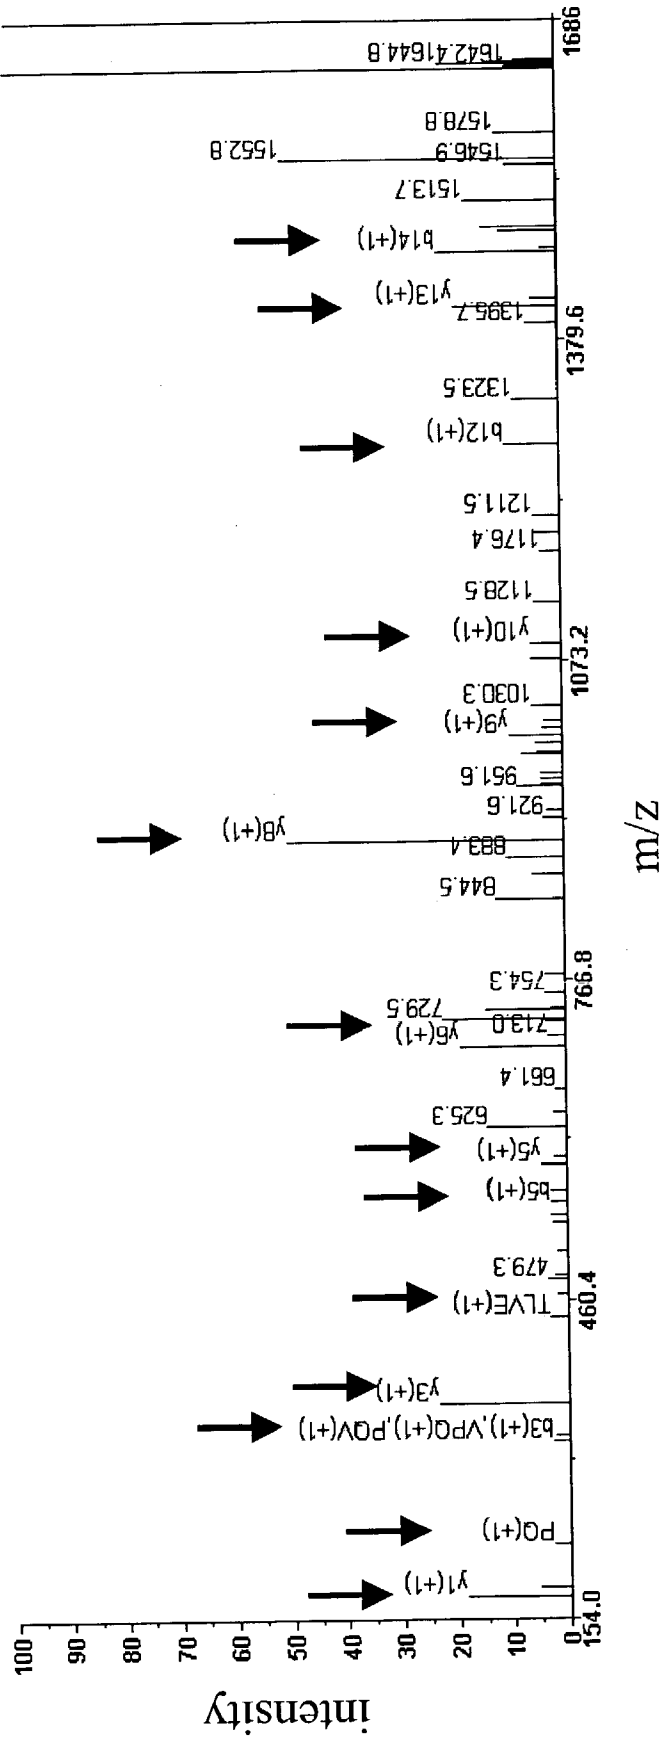 intensity
100
90
80
70
60
50
40
30
20
10
0
154.0
460.4
766.8
1073.2
1379.6
1686
m/z
y1(+1)
PQ(+1)
b3(+1),VPQ(+1),PQV(+1)
y3(+1)
TLVE(+1)
479.3
b5(+1)
y5(+1)
625.3
661.4
y6(+1)
713.0
729.5
754.3
844.5
883.4
y8(+1)
921.6
951.6
y9(+1)
1030.3
y10(+1)
1128.5
1176.4
1211.5
b12(+1)
1323.5
1395.7
y13(+1)
b14(+1)
1513.7
1546.9
1552.8
1578.8
1642.41644.8